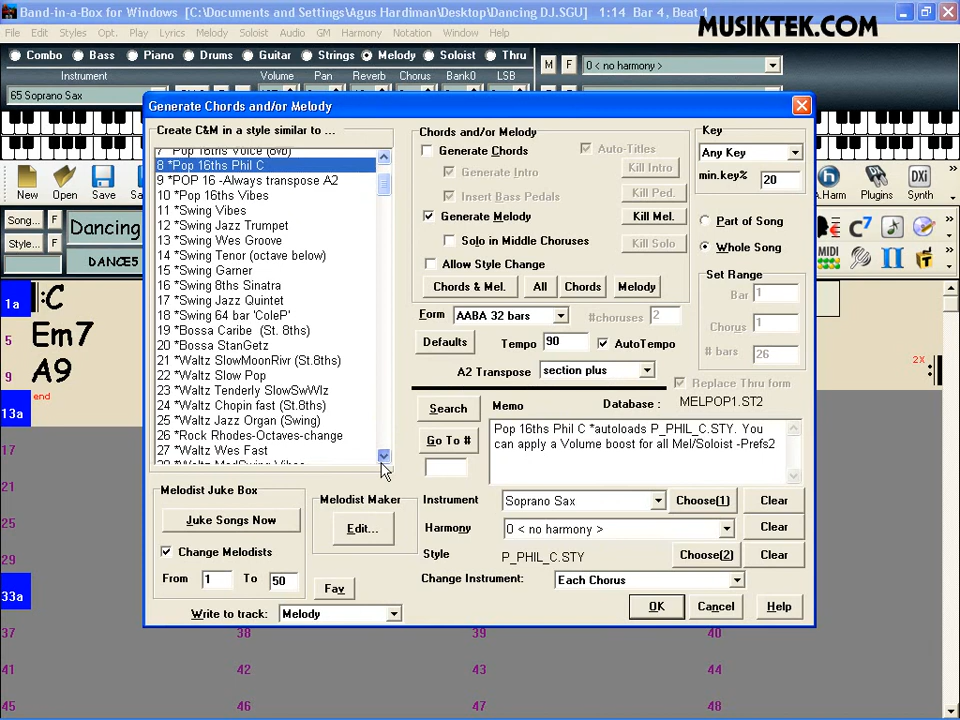 Band-in-a-Box for Windows [C:\Documents and Settings\Agus Hardiman\Desktop\Dancing DJ.SGU] 1:14 Bar 4, Beat 1
MUSIKTEK.COM
File Edit Styles Opt. Play Lyrics Melody Soloist Audio GM Harmony Notation Window Help
Combo Bass Piano Drums Guitar Strings Melody Soloist Thru
M F 0 < no harmony >
Instrument Volume Pan Reverb Chorus Bank0 LSB
65 Soprano Sax
New Open Save
A.Harm Plugins Synth
Song... F
Style... F
Dancing
DANCE5
MIDI
Generate Chords and/or Melody
Create C&M in a style similar to ...
7 *Pop 16ths Voice (8vb)
8 *Pop 16ths Phil C
9 *POP 16 -Always transpose A2
10 *Pop 16ths Vibes
11 *Swing Vibes
12 *Swing Jazz Trumpet
13 *Swing Wes Groove
14 *Swing Tenor (octave below)
15 *Swing Garner
16 *Swing 8ths Sinatra
17 *Swing Jazz Quintet
18 *Swing 64 bar 'ColeP'
19 *Bossa Caribe (St. 8ths)
20 *Bossa StanGetz
21 *Waltz SlowMoonRivr (St.8ths)
22 *Waltz Slow Pop
23 *Waltz Tenderly SlowSwWlz
24 *Waltz Chopin fast (St.8ths)
25 *Waltz Jazz Organ (Swing)
26 *Rock Rhodes-Octaves-change
27 *Waltz Wes Fast
28 *Waltz ModSwing Vibes
Melodist Juke Box
Juke Songs Now
Change Melodists
From 1 To 50
Melodist Maker
Edit...
Fav
Write to track: Melody
Chords and/or Melody
Generate Chords
Auto-Titles
Generate Intro
Kill Intro
Insert Bass Pedals
Kill Ped.
Generate Melody
Kill Mel.
Solo in Middle Choruses
Kill Solo
Allow Style Change
Chords & Mel. All Chords Melody
Form AABA 32 bars #choruses 2
Defaults Tempo 90 AutoTempo
A2 Transpose section plus
Key
Any Key
min.key% 20
Part of Song
Whole Song
Set Range
Bar 1
Chorus 1
# bars 26
Replace Thru form
Search Memo Database : MELPOP1.ST2
Go To #
Pop 16ths Phil C *autoloads P_PHIL_C.STY. You
can apply a Volume boost for all Mel/Soloist -Prefs2
Instrument Soprano Sax Choose(1) Clear
Harmony 0 < no harmony > Clear
Style P_PHIL_C.STY Choose(2) Clear
Change Instrument: Each Chorus
OK Cancel Help
1a :C
5 Em7
9 A9
2X
end
13a
17
21
25
29
33a
37 38 39 40
41 42 43 44
45 46 47 48